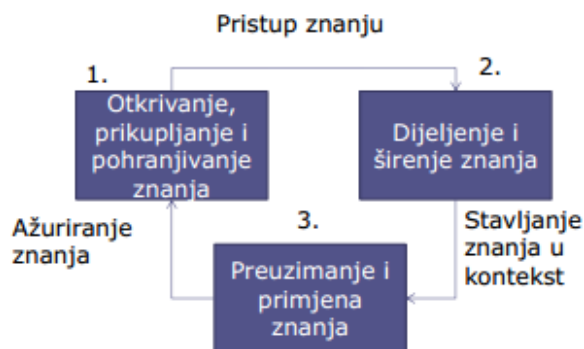 Pristup znanju
1.
Otkrivanje,
prikupljanje i
pohranjivanje
znanja
2.
Dijeljenje i
širenje znanja
Ažuriranje
znanja
3.
Preuzimanje i
primjena
znanja
Stavljanje
znanja u
kontekst